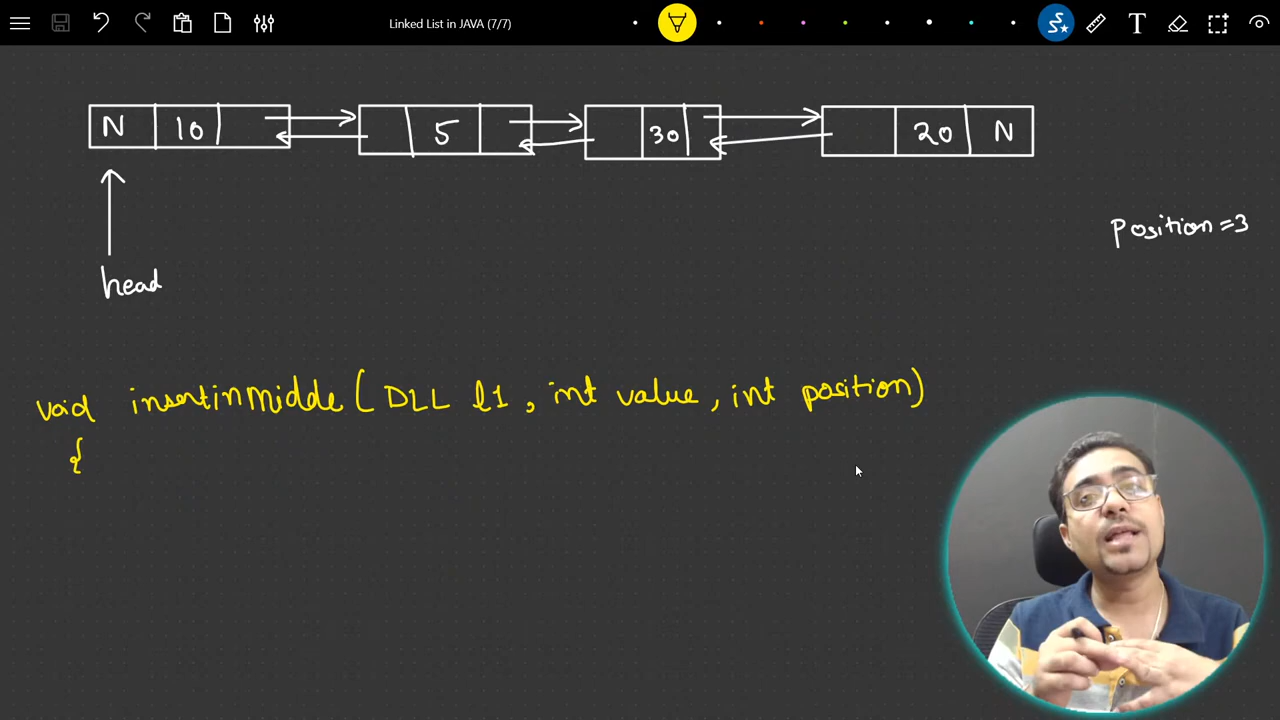 Linked List in JAVA (7/7)
T
N 10 5 30 20 N
position=3
head
void insertinMidde(DLL l1, int value, int position)
{